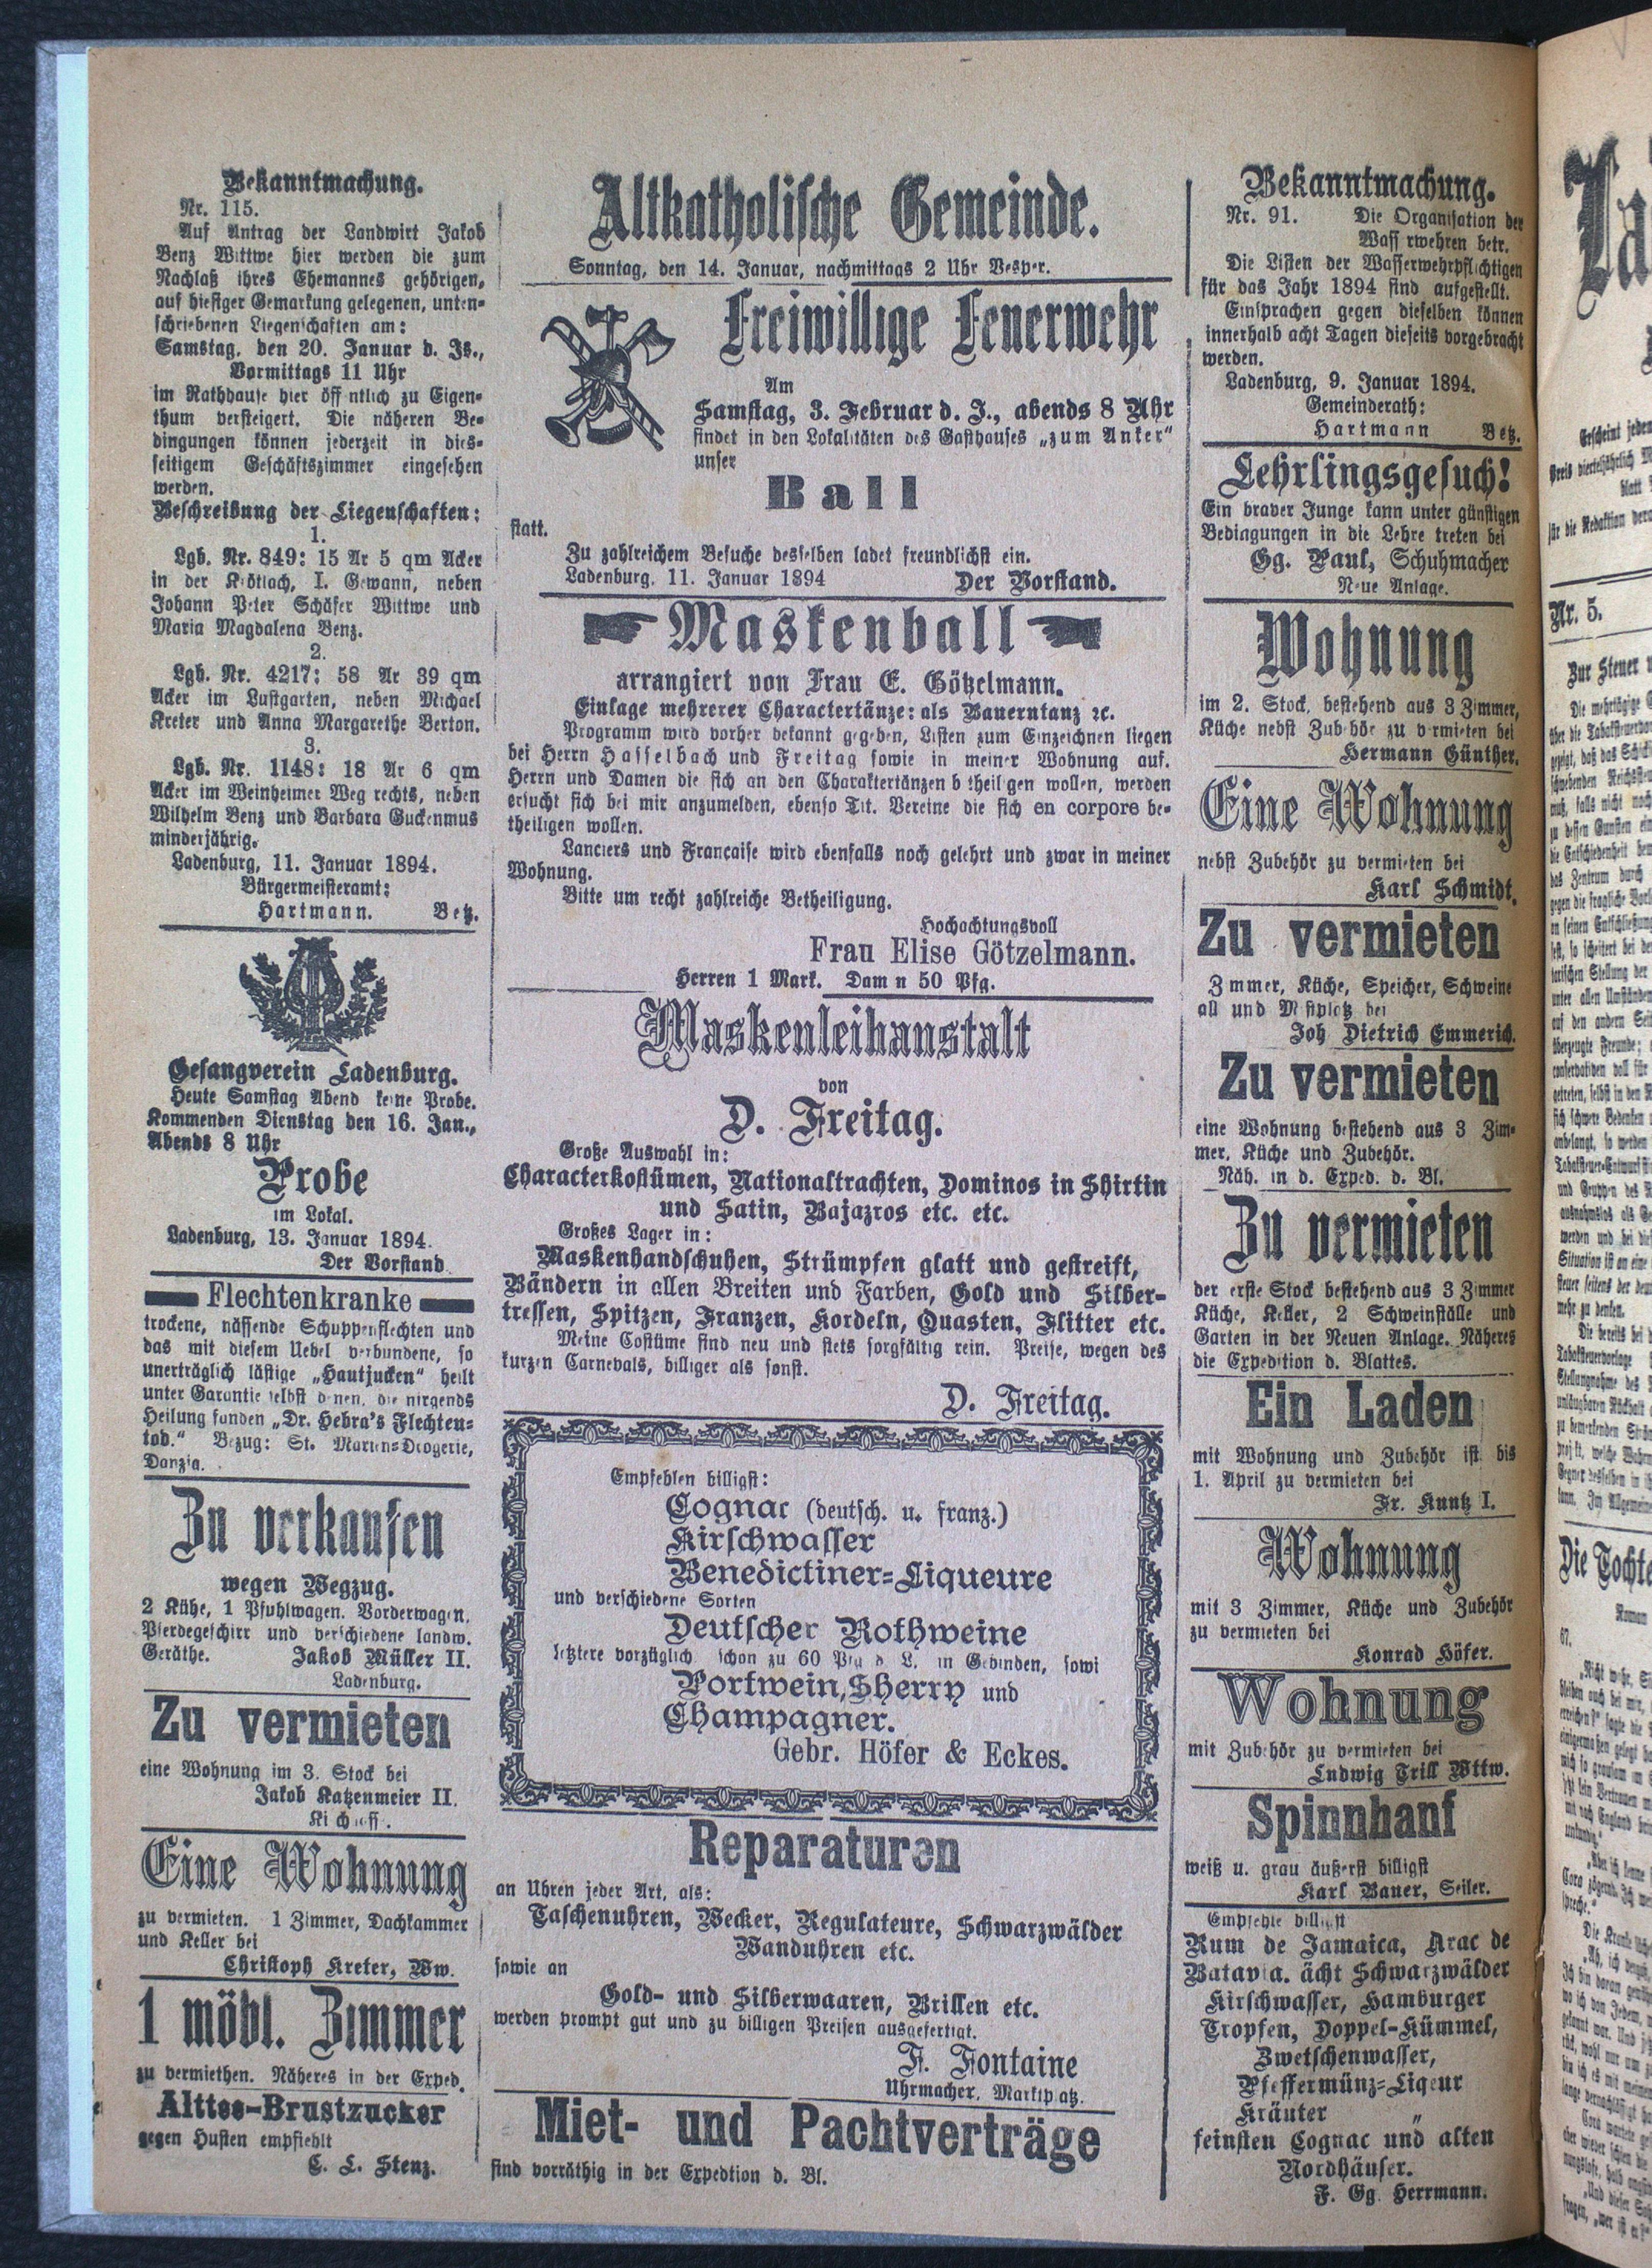 Bekanntmachung.
Nr. 115.
Auf Antrag der Landwirt Jakob
Benz Wittwe hier werden die zum
Nachlaß ihres Ehemannes gehörigen,
auf hiesiger Gemarkung gelegenen, unten-
schriebenen Liegenschaften am:
Samstag, den 20. Januar d. Js.,
Vormittags 11 Uhr
im Rathhause hier öff ntlich zu Eigen-
thum versteigert. Die näheren Be-
dingungen können jederzeit in dies-
seitigem Geschäftszimmer eingesehen
werden.
Beschreibung der Liegenschaften:
1.
Lgb. Nr. 849: 15 Ar 5 qm Acker
in der I. Gewann, neben
Johann Peter Schäfer Wittwe und
Maria Magdalena Benz.
2.
Lgb. Nr. 4217: 58 Ar 39 qm
Acker im Lustgarten, neben Michael
Kreter und Anna Margarethe Berton.
3.
Lgb. Nr. 1148: 18 Ar 6 qm
Acker im Weinheimer Weg rechts, neben
Wilhelm Benz und Barbara Guckenmus
minderjährig.
Ladenburg, 11. Januar 1894.
Bürgermeisteramt:
Hartmann. Betz.
Gesangverein Ladenburg.
Heute Samstag Abend keine Probe.
Kommenden Dienstag den 16. Jan.,
Abends 8 Uhr
Probe
im Lokal.
Ladenburg, 13. Januar 1894.
Der Vorstand
Flechtenkranke
trockene, nässende Schuppenflechten und
das mit diesem Uebel verbundene, so
unerträglich lästige „Hautjucken“ heilt
unter Garantie selbst denen, die nirgends
Heilung fanden „Dr. Hebra's Flechten-
tod.“ Bezug: St. Marien-Drogerie,
Danzig.
Zu verkaufen
wegen Wegzug.
2 Kühe, 1 Pfuhlwagen. Vorderwagen,
Pferdegeschirr und verschiedene landw.
Geräthe. Jakob Müller II.
Ladenburg.
Zu vermieten
eine Wohnung im 3. Stock bei
Jakob Katzenmeier II.
Eine Wohnung
zu vermieten. 1 Zimmer, Dachkammer
und Keller bei
Christoph Kreter, Ww.
1 möbl. Zimmer
zu vermiethen. Näheres in der Exped.
Alttee-Brustzucker
gegen Husten empfiehlt
C. L. Stenz.
Altkatholische Gemeinde.
Sonntag, den 14. Januar, nachmittags 2 Uhr Vesper.
Freiwillige Feuerwehr
Am
Samstag, 3. Februar d. J., abends 8 Uhr
findet in den Lokalitäten des Gasthauses „zum Anker“
unser
Ball
statt.
Zu zahlreichem Besuche desselben ladet freundlichst ein.
Ladenburg, 11. Januar 1894 Der Vorstand.
Maskenball
arrangiert von Frau E. Götzelmann.
Einlage mehrerer Charactertänze: als Bauerntanz ꝛc.
Programm wird vorher bekannt gegeben, Listen zum Einzeichnen liegen
bei Herrn Hasselbach und Freitag sowie in meiner Wohnung auf.
Herrn und Damen die sich an den Charaktertänzen b theiligen wollen, werden
ersucht sich bei mir anzumelden, ebenso Tit. Vereine die sich en corpore be-
theiligen wollen.
Lanciers und Francaise wird ebenfalls noch gelehrt und zwar in meiner
Wohnung.
Bitte um recht zahlreiche Betheiligung.
Hochachtungsvoll
Frau Elise Götzelmann.
Herren 1 Mark. Dam n 50 Pfg.
Maskenleihanstalt
von
D. Freitag.
Große Auswahl in:
Characterkostümen, Nationaltrachten, Dominos in Shirtin
und Satin, Bajazzos etc. etc.
Großes Lager in:
Maskenhandschuhen, Strümpfen glatt und gestreift,
Bändern in allen Breiten und Farben, Gold und Silber-
tressen, Spitzen, Franzen, Kordeln, Quasten, Flitter etc.
Meine Costüme sind neu und stets sorgfältig rein. Preise, wegen des
kurzen Carnevals, billiger als sonst.
D. Freitag.
Empfehlen billigst:
Cognac (deutsch. u. franz.)
Kirschwasser
Benedictiner-Liqueure
und verschiedene Sorten
Deutscher Rothweine
letztere vorzüglich schon zu 60 Pfg d L. in Gebinden, sowi
Portwein, Sherry und
Champagner.
Gebr. Höfer & Eckes.
Reparaturen
an Uhren jeder Art, als:
Taschenuhren, Wecker, Regulateure, Schwarzwälder
Wanduhren etc.
sowie an
Gold- und Silberwaaren, Brillen etc.
werden prompt gut und zu billigen Preisen ausgefertigt.
F. Fontaine
Uhrmacher, Marktp atz.
Miet- und Pachtverträge
sind vorräthig in der Expedtion d. Bl.
Bekanntmachung.
Nr. 91. Die Organisation der
Wass rwehren betr.
Die Listen der Wasserwehrpflichtigen
für das Jahr 1894 sind aufgestellt.
Einsprachen gegen dieselben können
innerhalb acht Tagen dieseits vorgebracht
werden.
Ladenburg, 9. Januar 1894.
Gemeinderath:
Hartmann Betz.
Lehrlingsgesuch!
Ein braver Junge kann unter günstigen
Bedingungen in die Lehre treten bei
Gg. Paul, Schuhmacher
Neue Anlage.
Wohnung
im 2. Stock, bestehend aus 3 Zimmer,
Küche nebst Zubehör zu vermieten bei
Hermann Günther.
Eine Wohnung
nebst Zubehör zu vermieten bei
Karl Schmidt.
Zu vermieten
Z mmer, Küche, Speicher, Schweine
all und Mistplatz bei
Joh Dietrich Emmerich.
Zu vermieten
eine Wohnung bestehend aus 3 Zim-
mer, Küche und Zubehör.
Näh. in d. Exped. d. Bl.
Zu vermieten
der erste Stock bestehend aus 3 Zimmer
Küche, Keller, 2 Schweinställe und
Garten in der Neuen Anlage. Näheres
die Expedition d. Blattes.
Ein Laden
mit Wohnung und Zubehör ist bis
1. April zu vermieten bei
Fr. Kuntz I.
Wohnung
mit 3 Zimmer, Küche und Zubehör
zu vermieten bei
Konrad Höfer.
Wohnung
mit Zubehör zu vermieten bei
Ludwig Trill Wttw.
Spinnhanf
weiß u. grau äußerst billigst
Karl Bauer, Seiler.
Empfehle billigst
Rum de Jamaica, Arac de
Batavia. ächt Schwarzwälder
Kirschwasser, Hamburger
Tropfen, Doppel-Kümmel,
Zwetschenwasser,
Pfeffermünz-Liqeur
Kräuter „
feinsten Cognac und alten
Nordhäuser.
F. Gg. Herrmann.
Nr. 5.